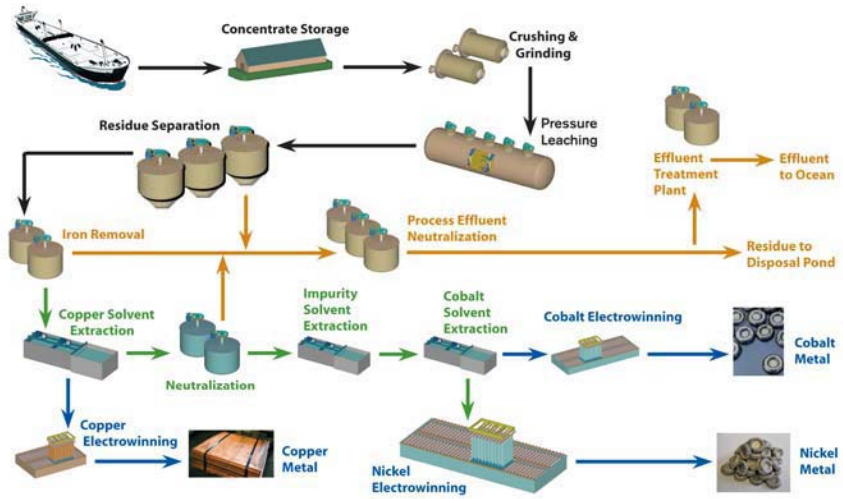 Concentrate Storage
Crushing &
Grinding
Pressure
Leaching
Residue Separation
Effluent
Treatment
Plant
Effluent
to Ocean
Iron Removal
Process Effluent
Neutralization
Residue to
Disposal Pond
Copper Solvent
Extraction
Neutralization
Impurity
Solvent
Extraction
Cobalt
Solvent
Extraction
Cobalt Electrowinning
Cobalt
Metal
Copper
Electrowinning
Copper
Metal
Nickel
Electrowinning
Nickel
Metal